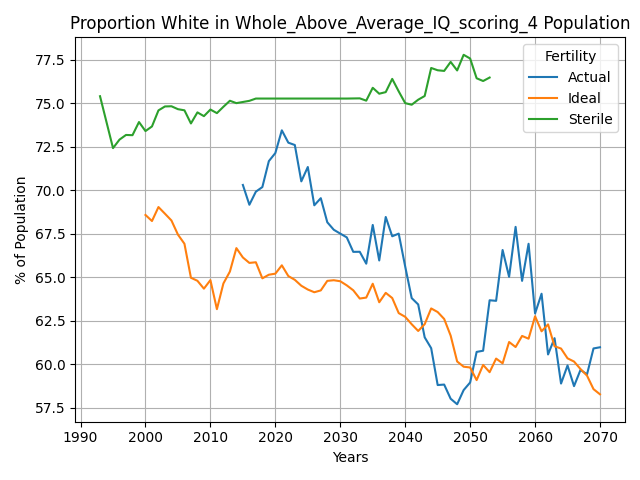 Proportion White in Whole_Above_Average_IQ_scoring_4 Population
% of Population
77.5
75.0
72.5
70.0
67.5
65.0
62.5
60.0
57.5
Fertility
Actual
Ideal
Sterile
1990 2000 2010 2020 2030 2040 2050 2060 2070
Years